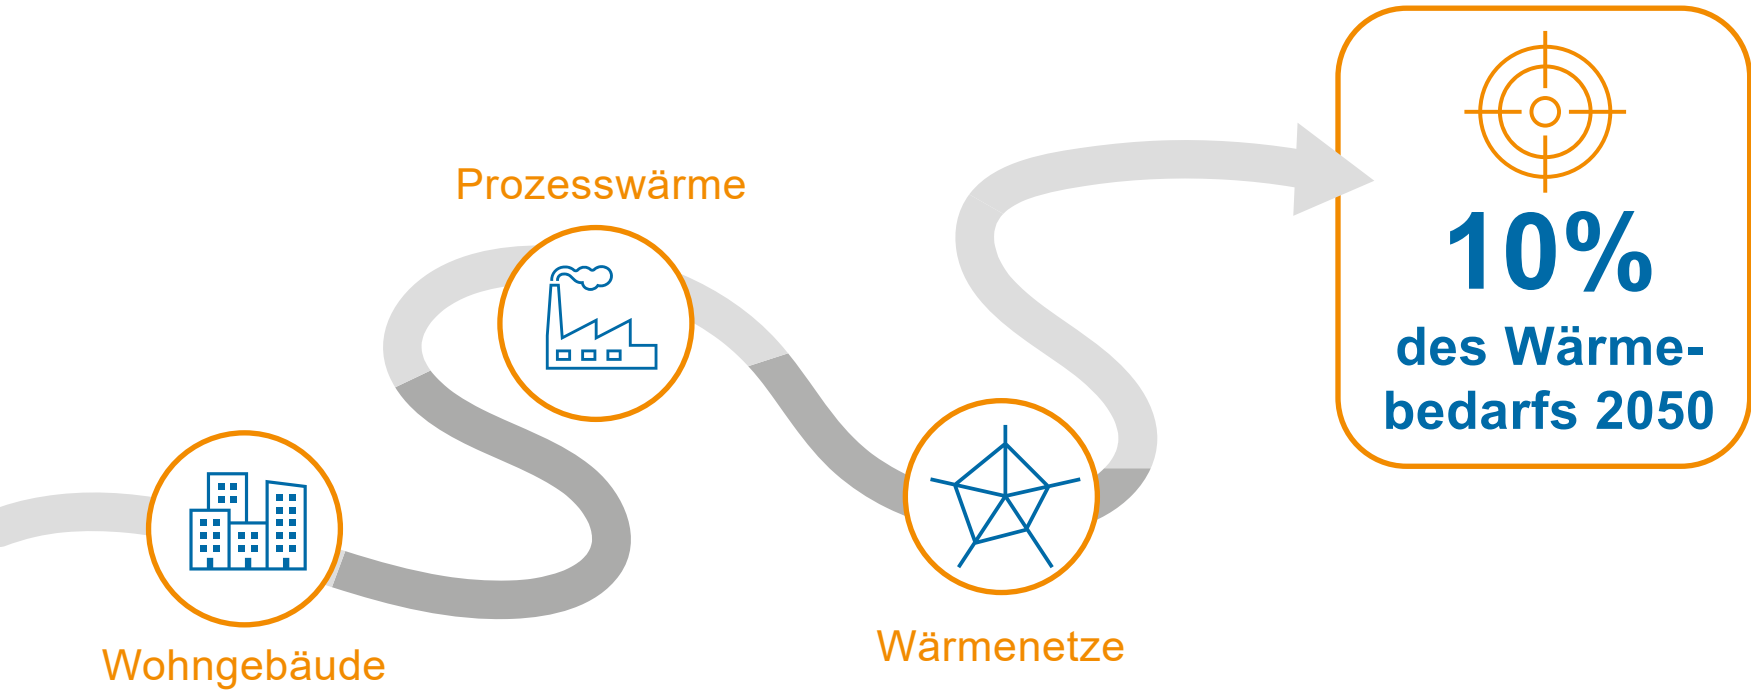 Prozesswärme
10%
des Wärme-
bedarfs 2050
Wohngebäude
Wärmenetze